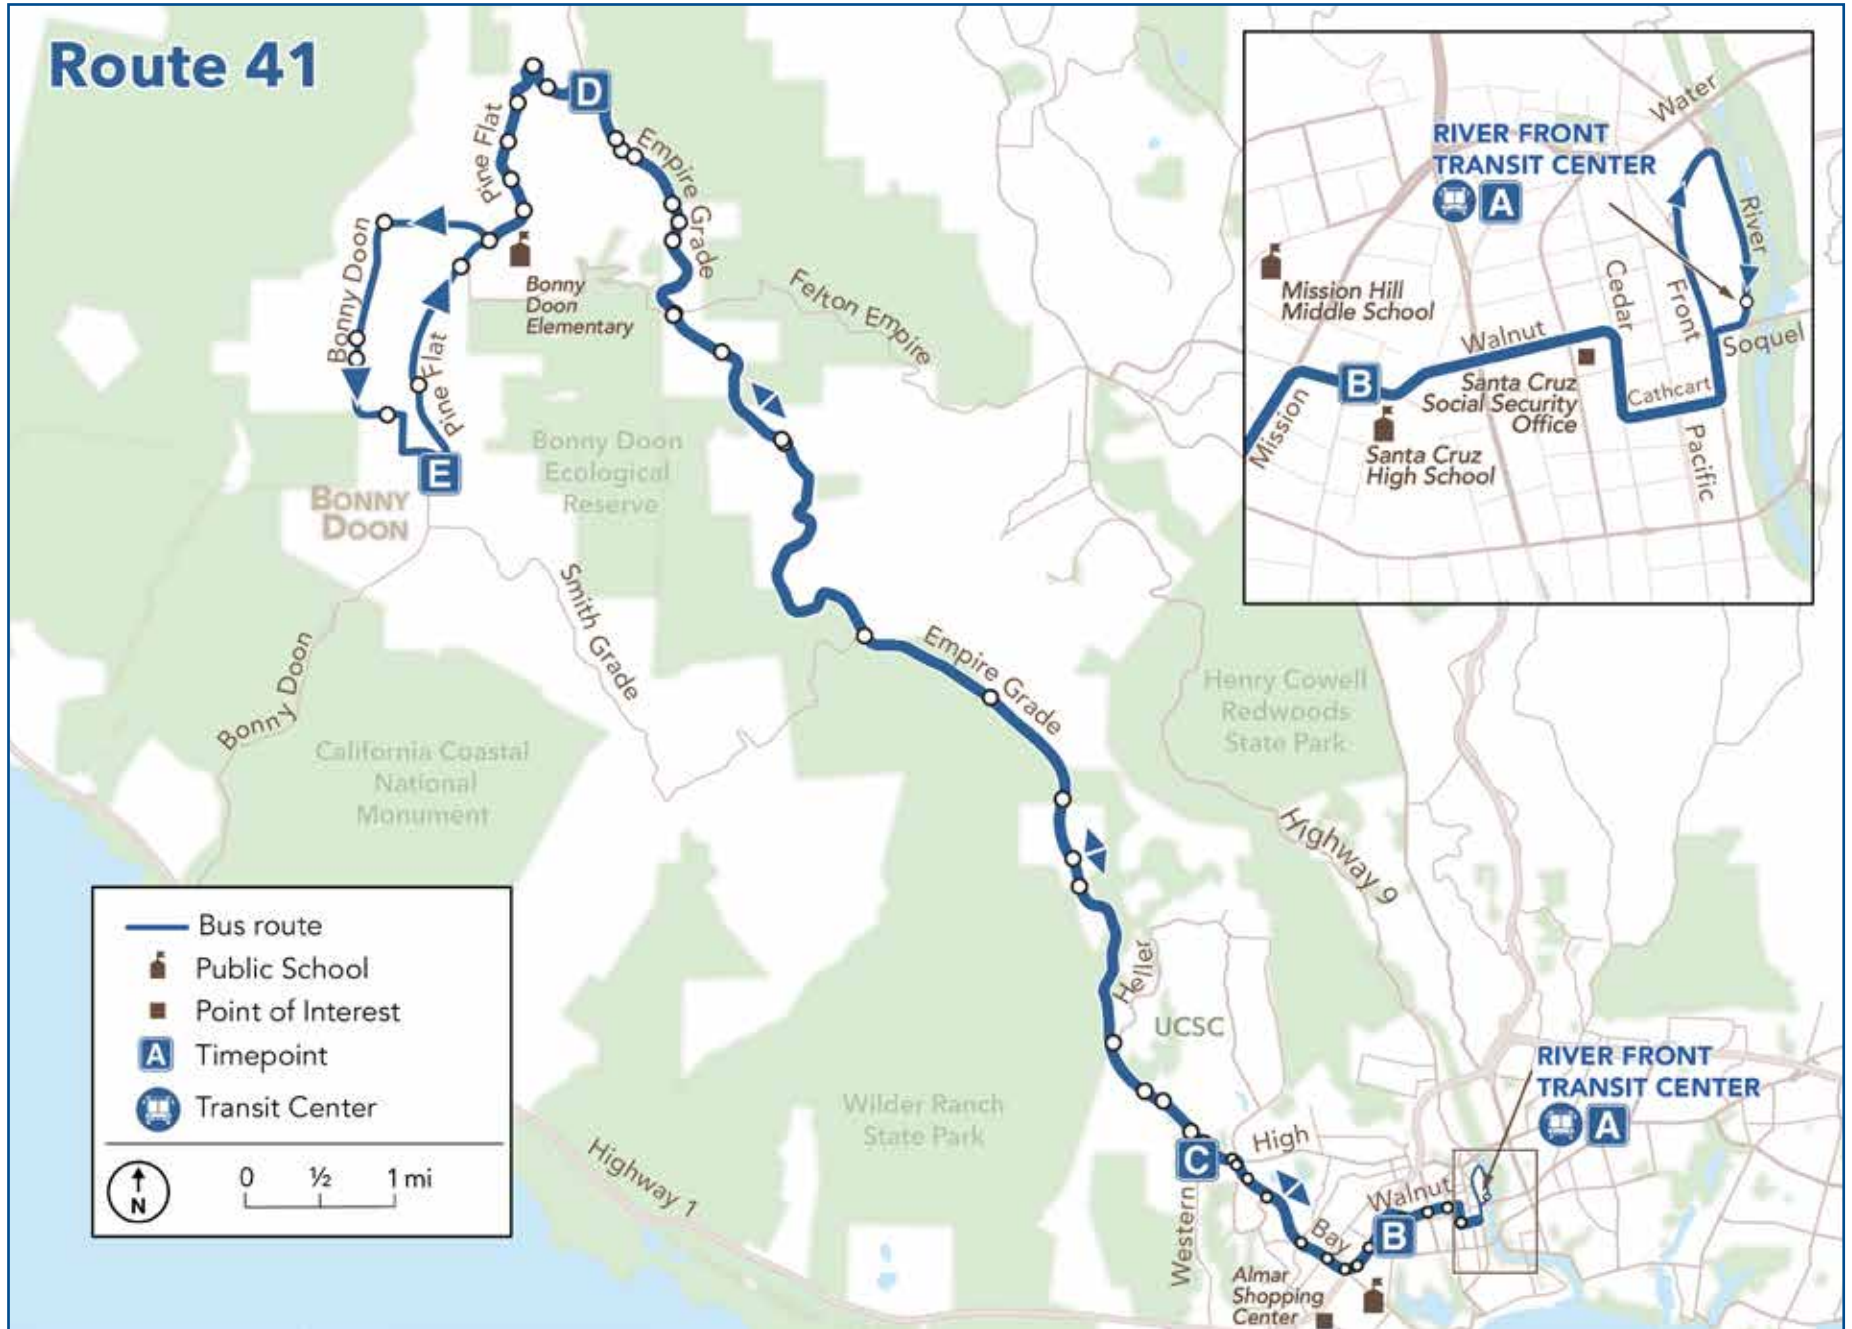 Route 41
D
Pine Flat
Empire Grade
Bonny Doon
Bonny
Doon
Elementary
Pine Flat
E
BONNY
DOON
Felton Empire
Bonny Doon
Ecological
Reserve
Smith Grade
Bonny Doon
California Coastal
National
Monument
Empire Grade
Henry Cowell
Redwoods
State Park
Highway 9
Heller
UCSC
Wilder Ranch
State Park
Highway 1
C
High
Western
Bay
Walnut
B
Almar
Shopping
Center
RIVER FRONT
TRANSIT CENTER
A
Water
RIVER FRONT
TRANSIT CENTER
A
River
Mission Hill
Middle School
Cedar
Front
Soquel
Walnut
B
Santa Cruz
Social Security
Office
Cathcart
Mission
Santa Cruz
High School
Pacific
Bus route
Public School
Point of Interest
A Timepoint
Transit Center
N
0 ½ 1 mi